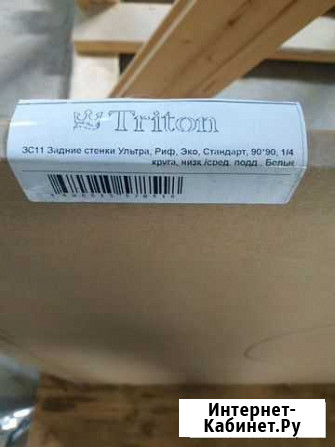 Triton
ЗС11 Задние стенки Ультра, Риф, Эко, Стандарт, 90*90, 1/4
круга, низк./сред. подд., Белые
Интернет-
Кабинет.Ру